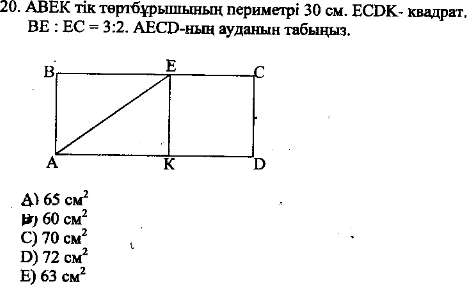 20. ABEK тік төртбұрышының периметрі 30 см. ECDK- квадрат.
BE : EC = 3:2. AECD-ның ауданын табыңыз.
B E C
A K D
A) 65 см²
B) 60 см²
C) 70 см²
D) 72 см²
E) 63 см²